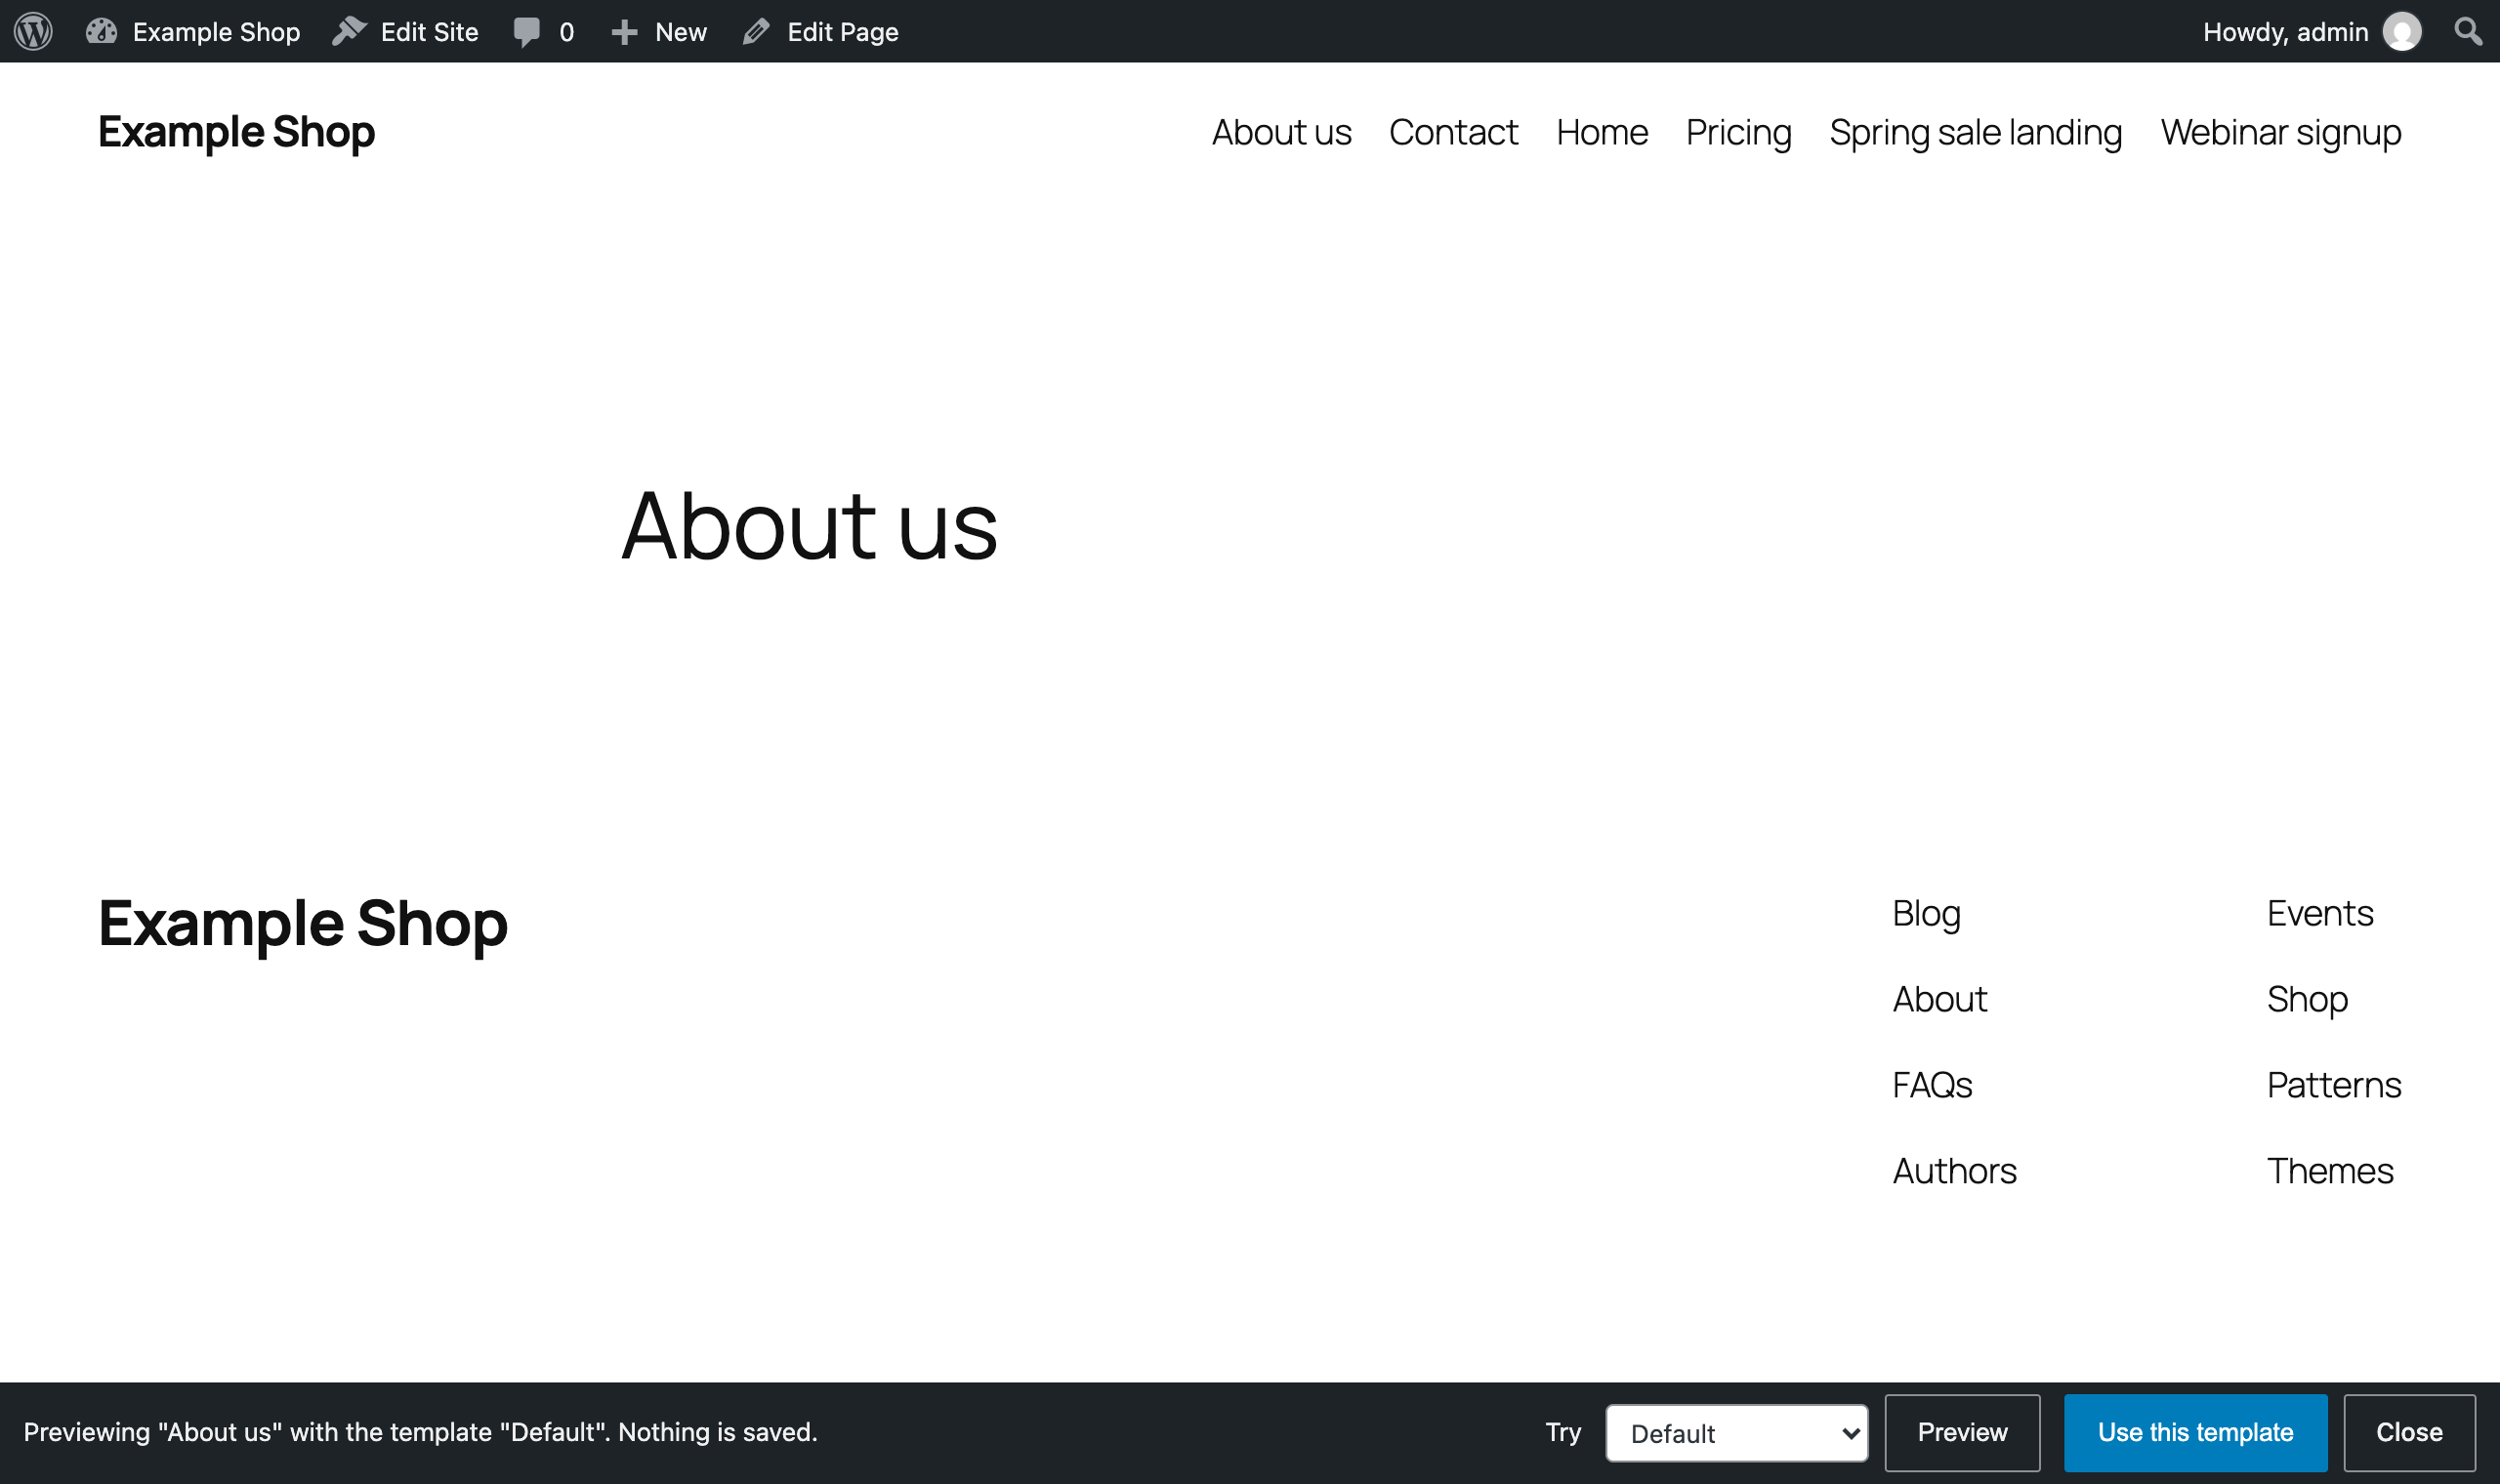 Example Shop Edit Site 0 New Edit Page Howdy, admin
Example Shop About us Contact Home Pricing Spring sale landing Webinar signup
About us
Example Shop
Blog Events
About Shop
FAQs Patterns
Authors Themes
Previewing "About us" with the template "Default". Nothing is saved. Try Default Preview Use this template Close